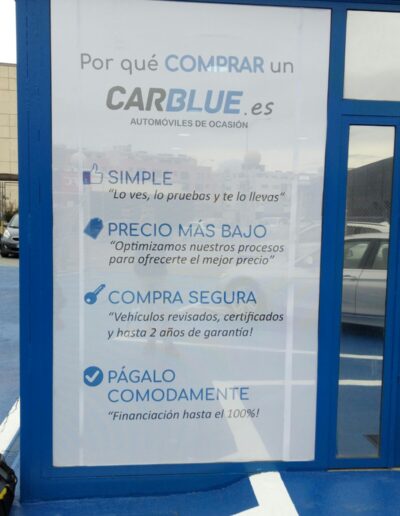 Por qué COMPRAR un
CARBLUE.es
AUTOMÓVILES DE OCASIÓN
SIMPLE
"Lo ves, lo pruebas y te lo llevas"
PRECIO MÁS BAJO
"Optimizamos nuestros procesos
para ofrecerte el mejor precio"
COMPRA SEGURA
"Vehículos revisados, certificados
y hasta 2 años de garantía!
PÁGALO
COMODAMENTE
"Financiación hasta el 100%!